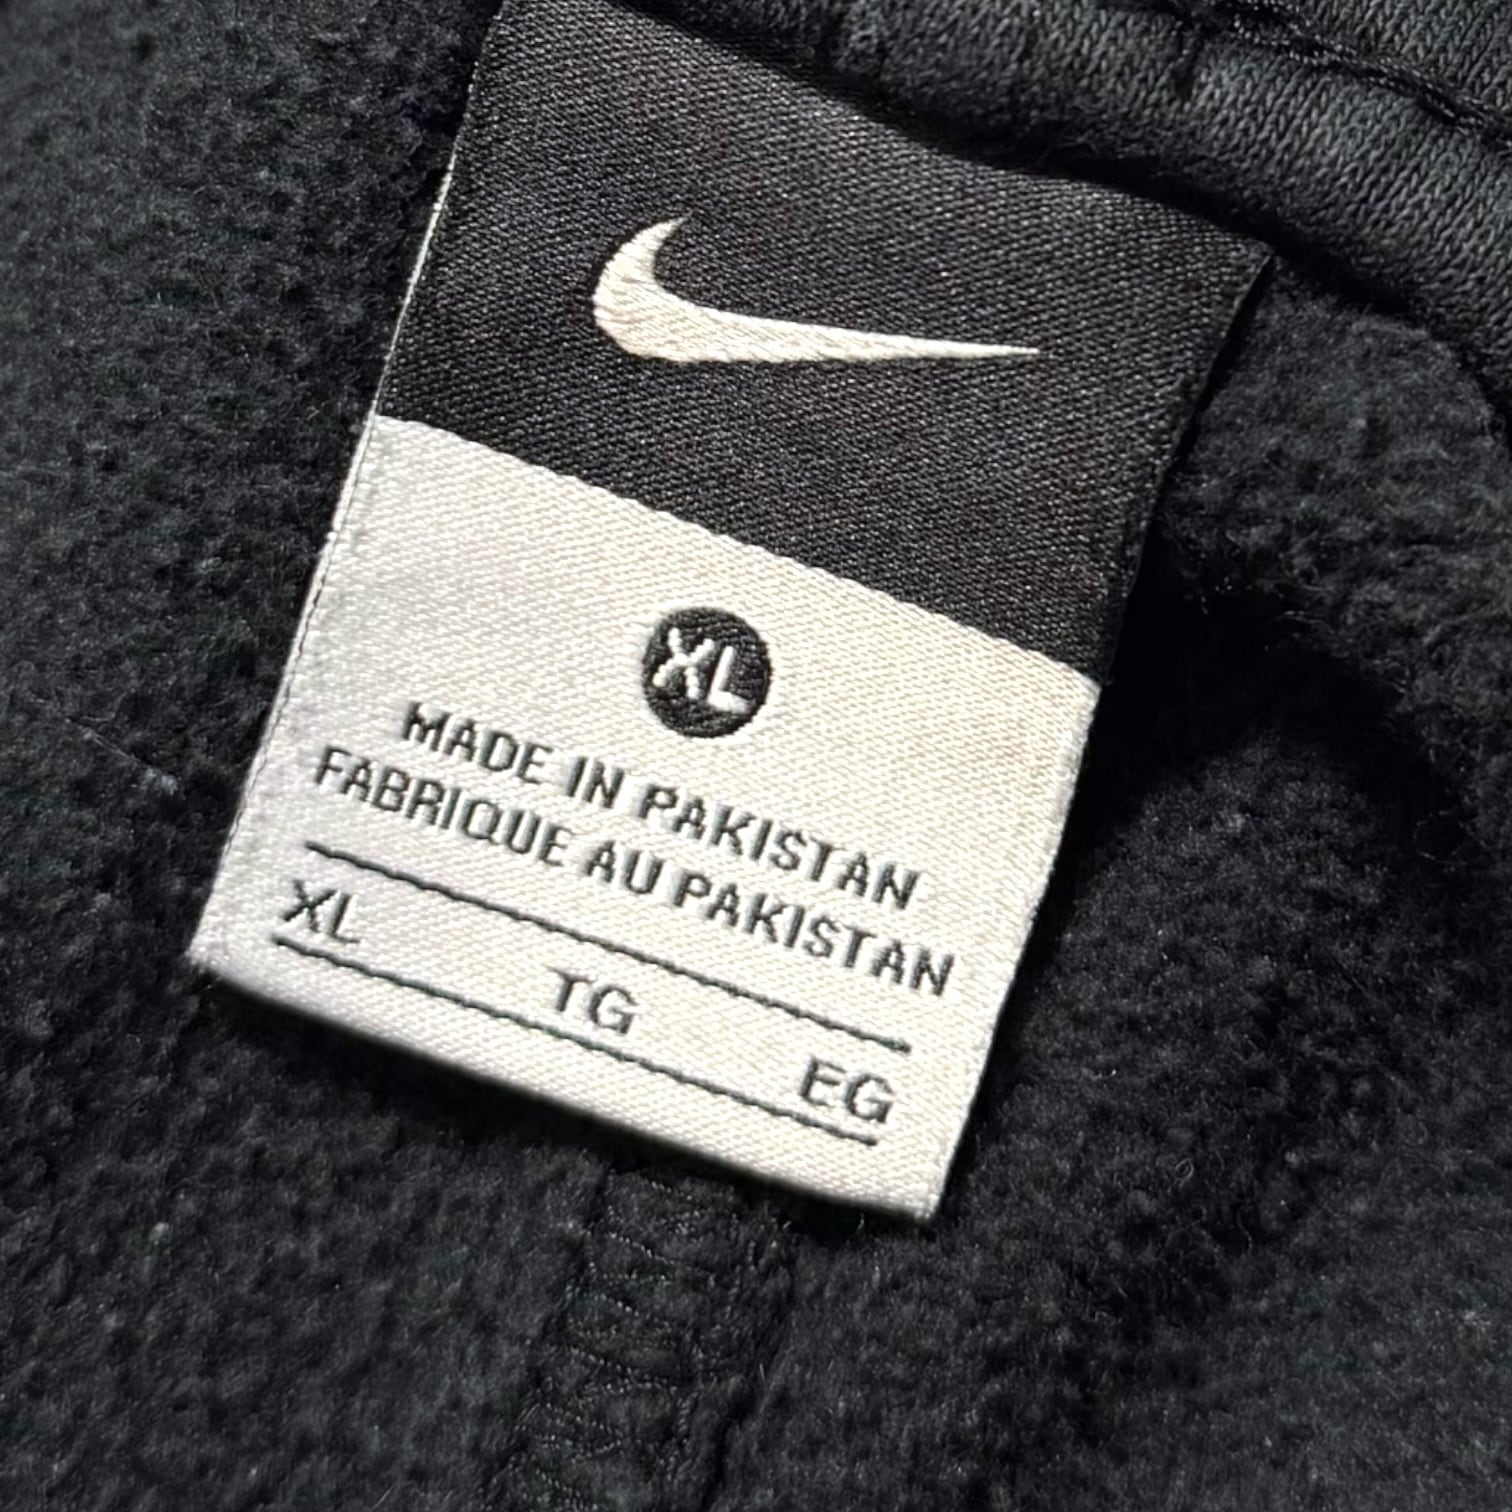 XL
MADE IN PAKISTAN
FABRIQUE AU PAKISTAN
XL TG EG